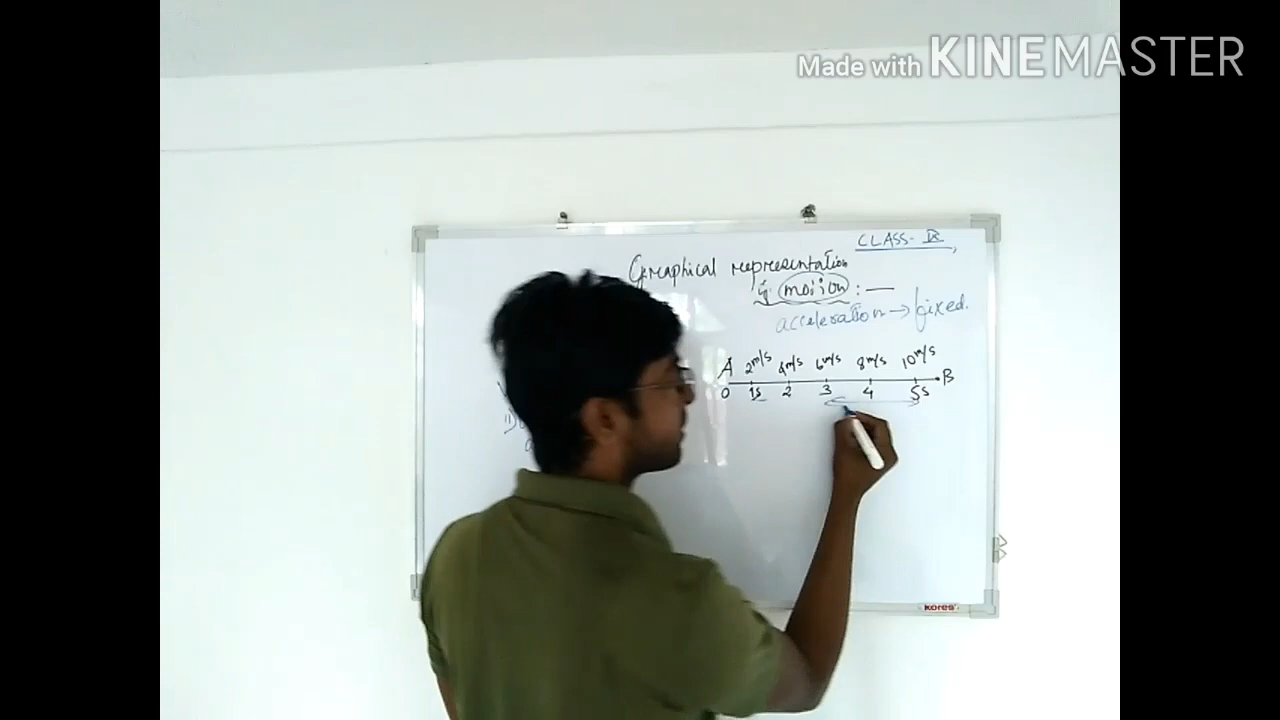 Made with KINEMASTER
CLASS - IX
Graphical representation
of motion : —
acceleration → fixed.
A 2m/s 4m/s 6m/s 8m/s 10m/s B
0 1s 2 3 4 5s
KORES